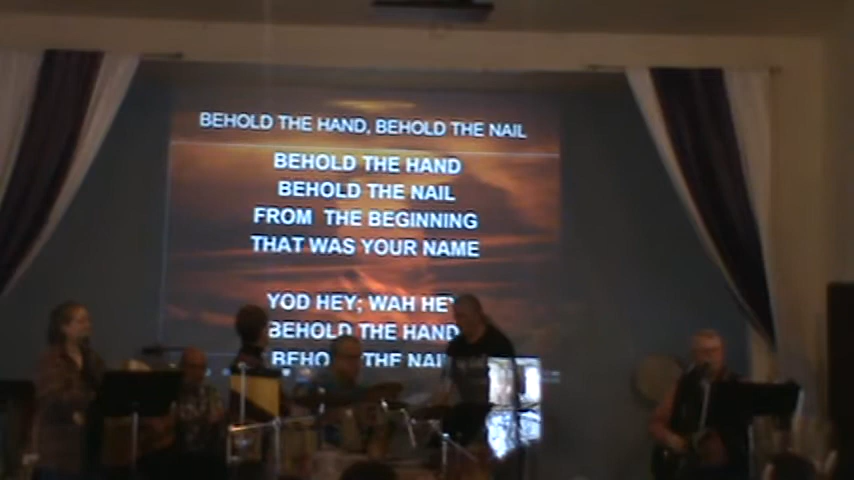 BEHOLD THE HAND, BEHOLD THE NAIL
BEHOLD THE HAND
BEHOLD THE NAIL
FROM THE BEGINNING
THAT WAS YOUR NAME
YOD HEY; WAH HEY
BEHOLD THE HAND
BEHOLD THE NAIL